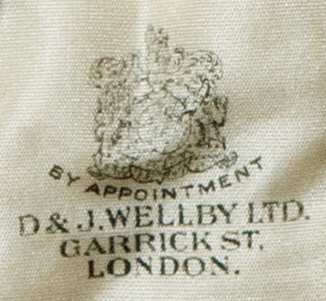 BY APPOINTMENT
D & J. WELLBY LTD.
GARRICK ST,
LONDON.